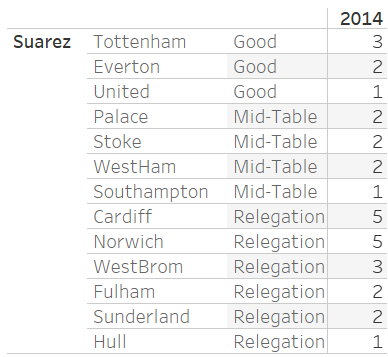 2014
Suarez Tottenham Good 3
Everton Good 2
United Good 1
Palace Mid-Table 2
Stoke Mid-Table 2
WestHam Mid-Table 2
Southampton Mid-Table 1
Cardiff Relegation 5
Norwich Relegation 5
WestBrom Relegation 3
Fulham Relegation 2
Sunderland Relegation 2
Hull Relegation 1